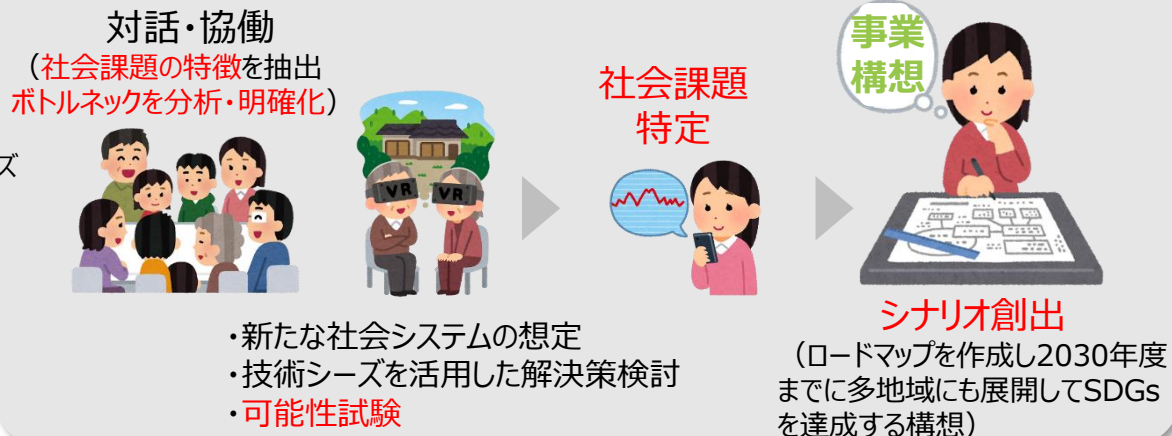 対話・協働
（社会課題の特徴を抽出
ボトルネックを分析・明確化）
ズ
VR VR
・新たな社会システムの想定
・技術シーズを活用した解決策検討
・可能性試験
社会課題
特定
事業
構想
シナリオ創出
（ロードマップを作成し2030年度
までに多地域にも展開してSDGs
を達成する構想）